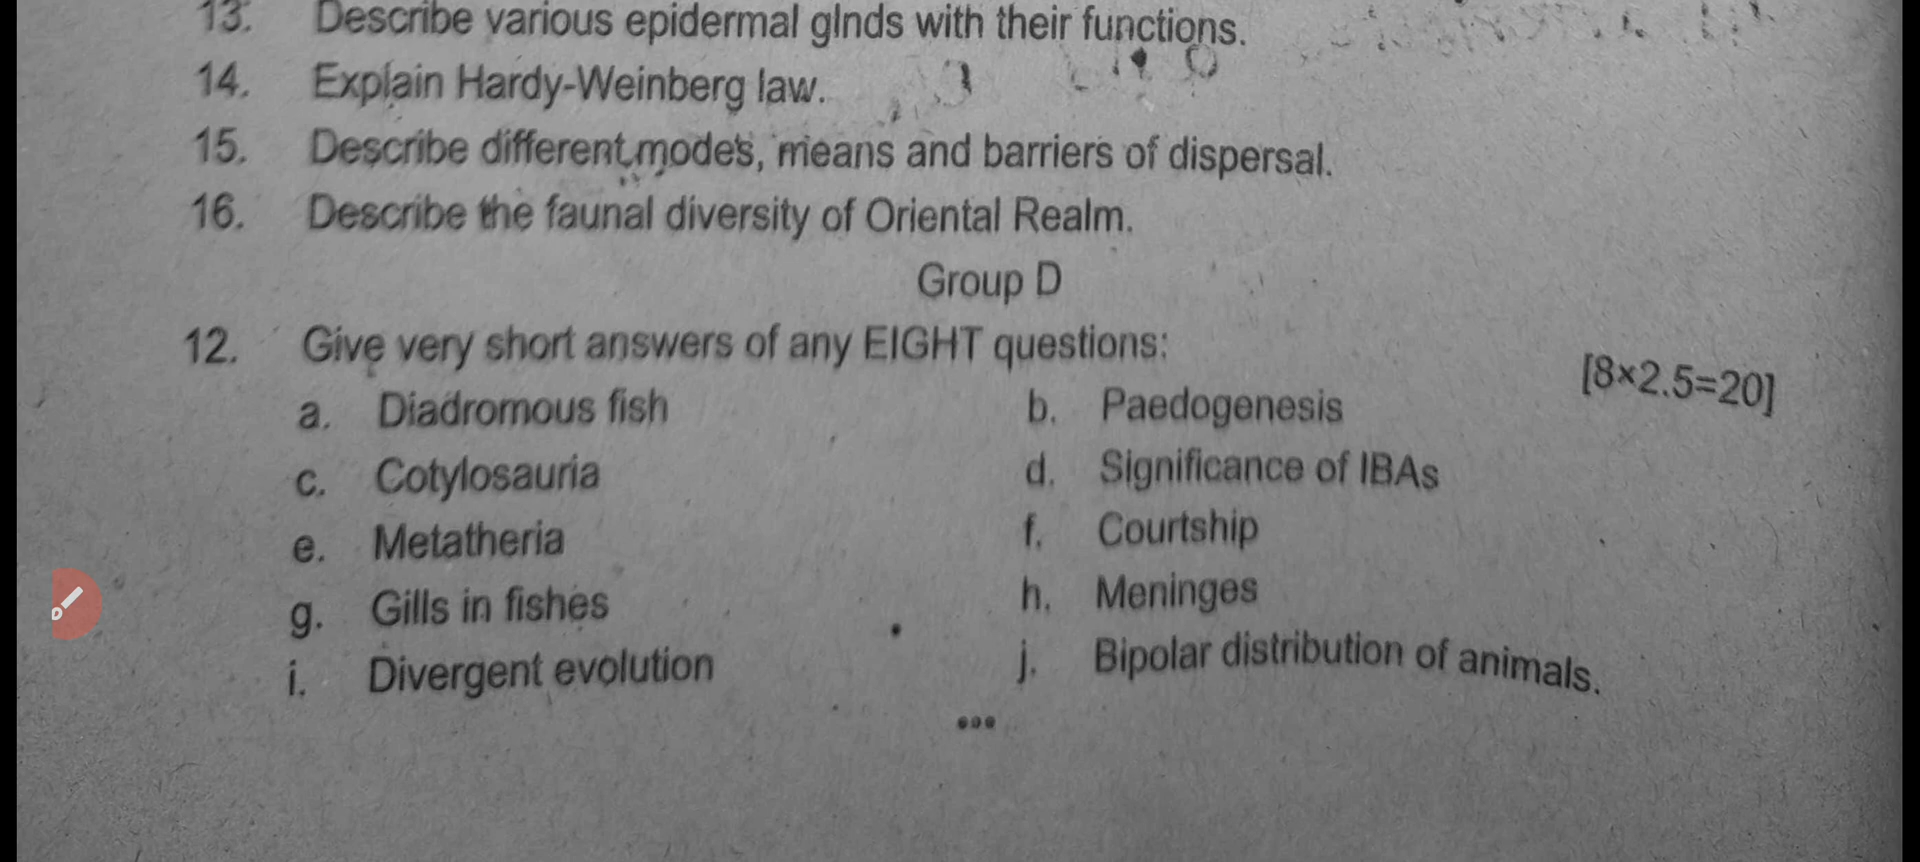 13. Describe various epidermal glnds with their functions.
14. Explain Hardy-Weinberg law.
15. Describe different modes, means and barriers of dispersal.
16. Describe the faunal diversity of Oriental Realm.
Group D
12. Give very short answers of any EIGHT questions:
[8×2.5=20]
a. Diadromous fish b. Paedogenesis
c. Cotylosauria d. Significance of IBAs
e. Metatheria f. Courtship
g. Gills in fishes h. Meninges
i. Divergent evolution j. Bipolar distribution of animals.
•••